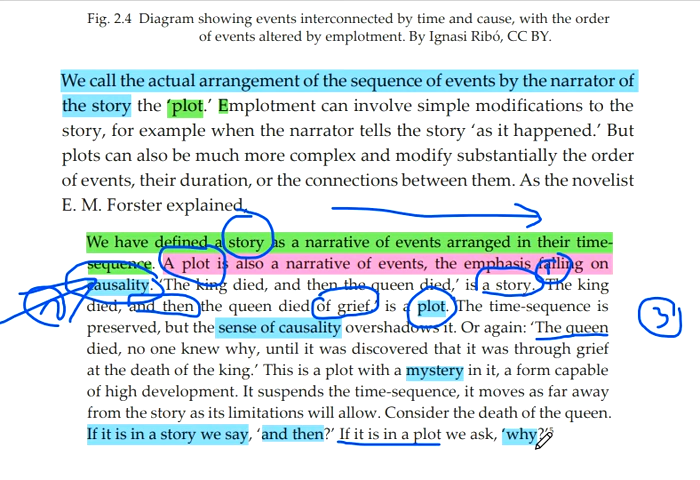 Fig. 2.4 Diagram showing events interconnected by time and cause, with the order
of events altered by emplotment. By Ignasi Ribó, CC BY.
We call the actual arrangement of the sequence of events by the narrator of
the story the ‘plot.’ Emplotment can involve simple modifications to the
story, for example when the narrator tells the story ‘as it happened.’ But
plots can also be much more complex and modify substantially the order
of events, their duration, or the connections between them. As the novelist
E. M. Forster explained,
We have defined a story as a narrative of events arranged in their time-
sequence. A plot is also a narrative of events, the emphasis falling on
causality. ‘The king died, and then the queen died,’ is a story. ‘The king
died, and then the queen died of grief,’ is a plot. The time-sequence is
preserved, but the sense of causality overshadows it. Or again: ‘The queen
died, no one knew why, until it was discovered that it was through grief
at the death of the king.’ This is a plot with a mystery in it, a form capable
of high development. It suspends the time-sequence, it moves as far away
from the story as its limitations will allow. Consider the death of the queen.
If it is in a story we say, ‘and then?’ If it is in a plot we ask, ‘why?’